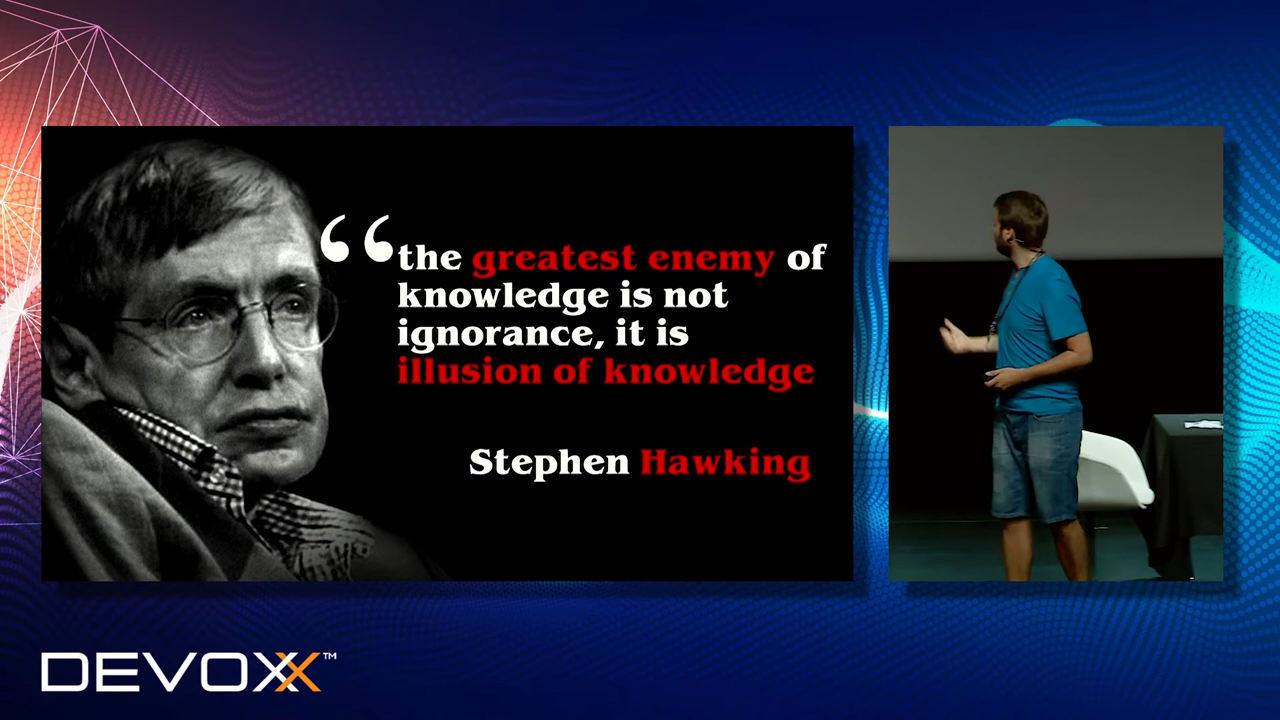 “the greatest enemy of
knowledge is not
ignorance, it is
illusion of knowledge
Stephen Hawking
DEVOXX™